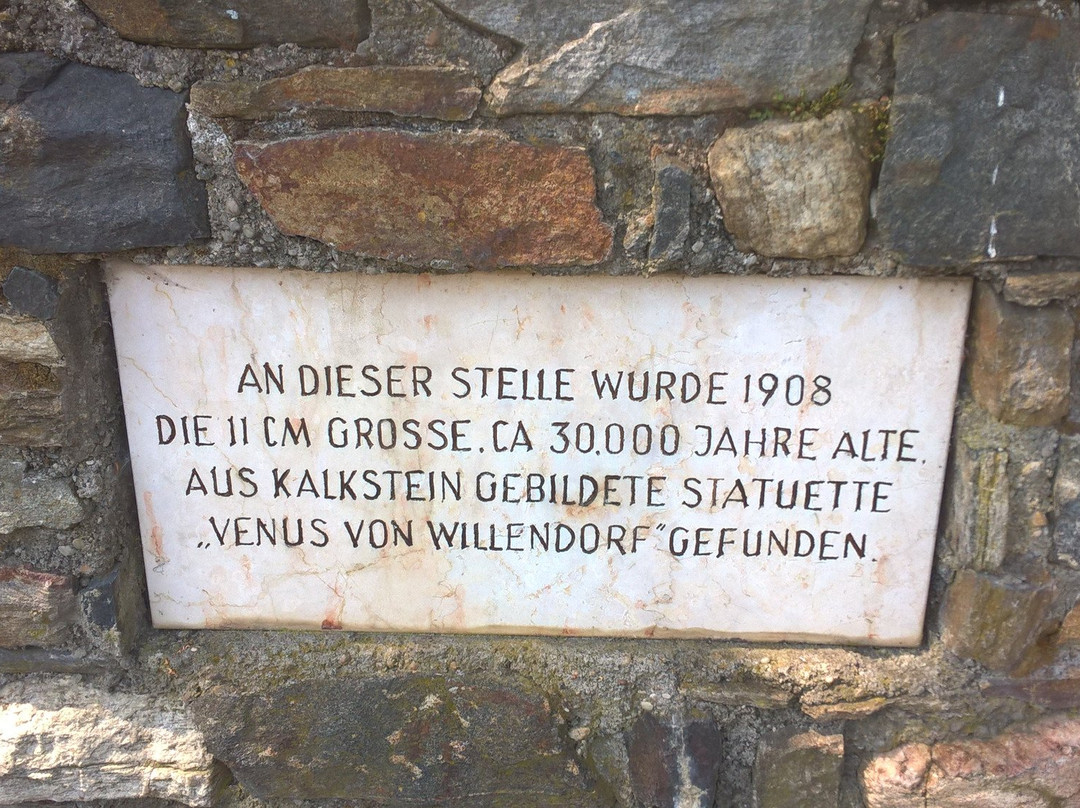 AN DIESER STELLE WURDE 1908
DIE 11 CM GROSSE, CA 30.000 JAHRE ALTE,
AUS KALKSTEIN GEBILDETE STATUETTE
„VENUS VON WILLENDORF“ GEFUNDEN.